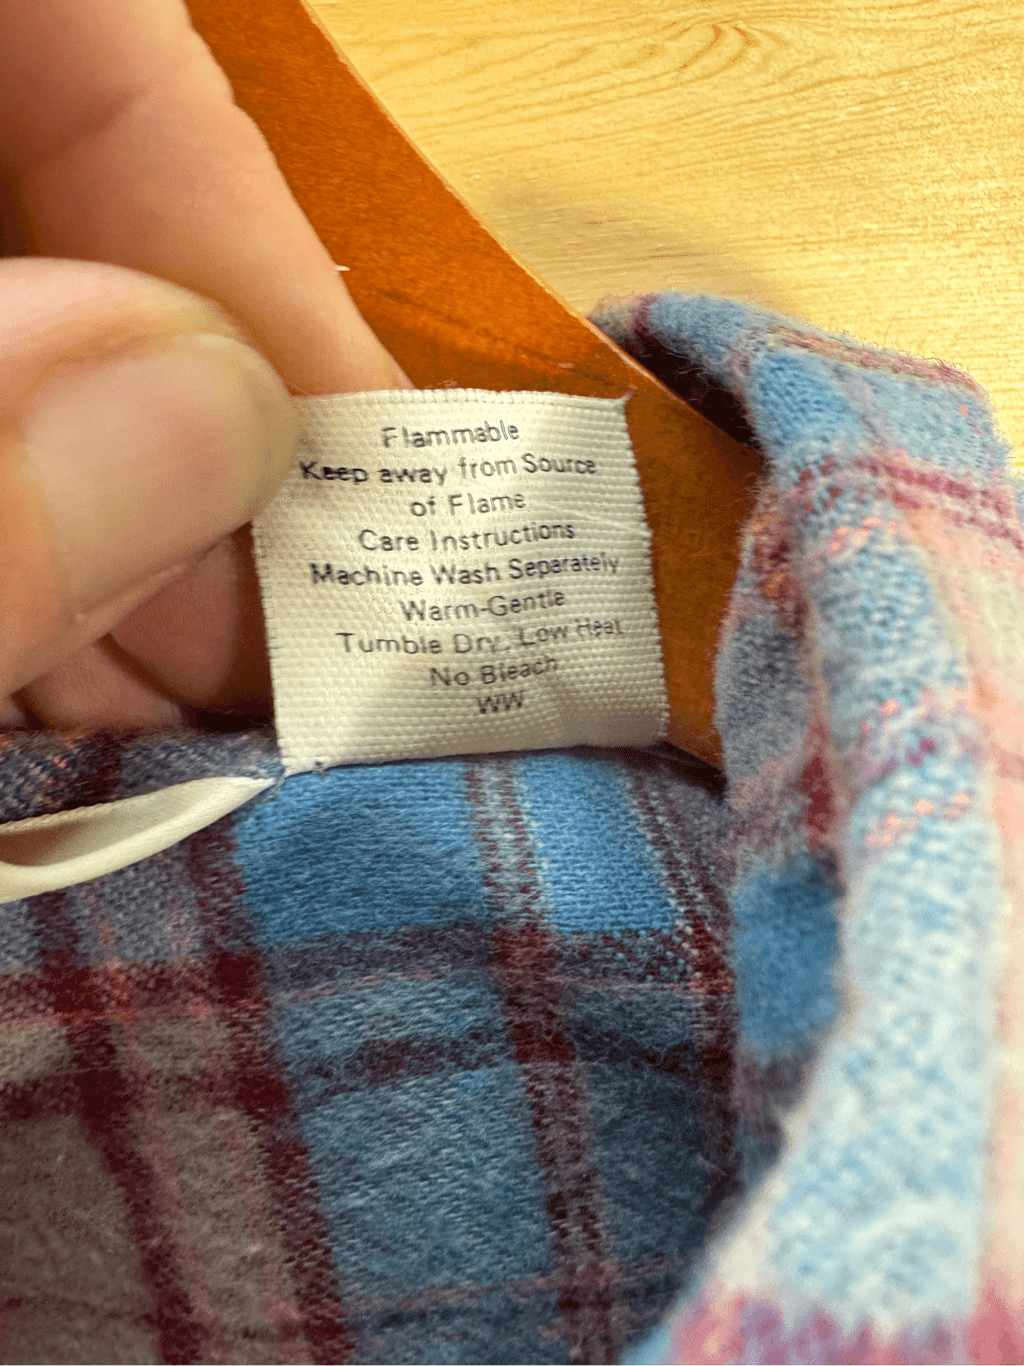 Flammable
Keep away from Source
of Flame
Care Instructions
Machine Wash Separately
Warm-Gentle
Tumble Dry, Low Heat
No Bleach
WW